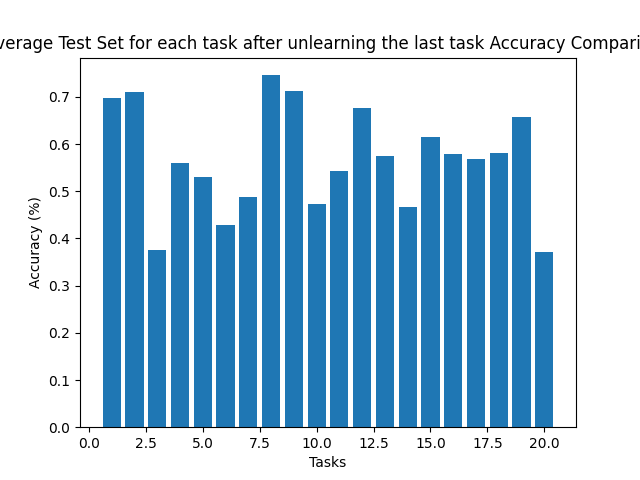 verage Test Set for each task after unlearning the last task Accuracy Compari
0.7
0.6
0.5
0.4
0.3
0.2
0.1
0.0
Accuracy (%)
0.0 2.5 5.0 7.5 10.0 12.5 15.0 17.5 20.0
Tasks